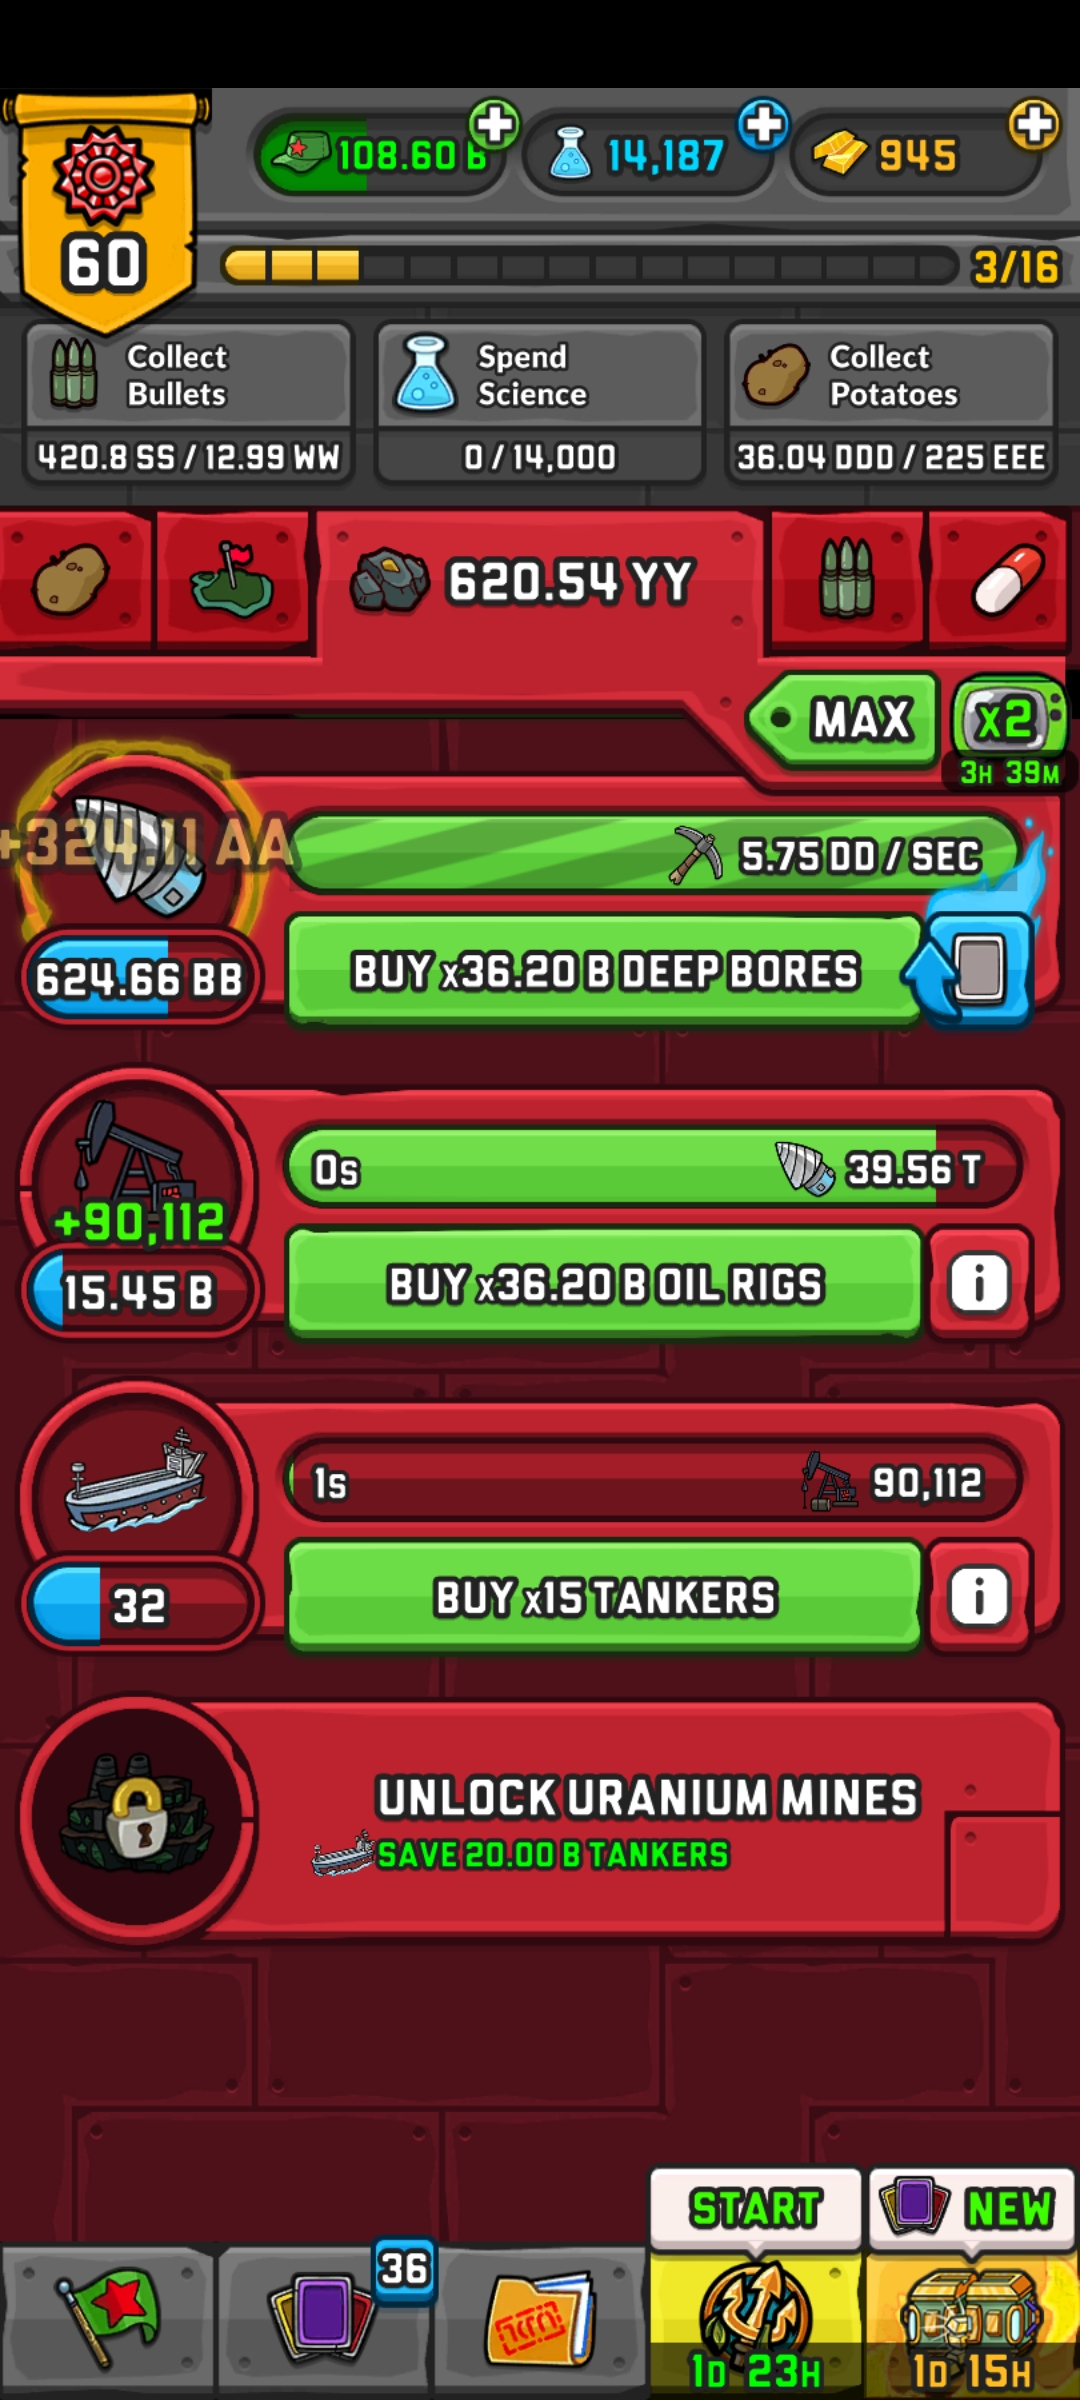 108.60 B
14,187
945
60
3/16
Collect
Bullets
Spend
Science
Collect
Potatoes
420.8 SS / 12.99 WW
0 / 14,000
36.04 DDD / 225 EEE
620.54 YY
MAX
x2
3H 39M
+324.11 AA
5.75 DD / SEC
624.66 BB
BUY x36.20 B DEEP BORES
0s
39.56 T
+90,112
15.45 B
BUY x36.20 B OIL RIGS
i
1s
90,112
32
BUY x15 TANKERS
i
UNLOCK URANIUM MINES
SAVE 20.00 B TANKERS
START
NEW
36
1D 23H
1D 15H